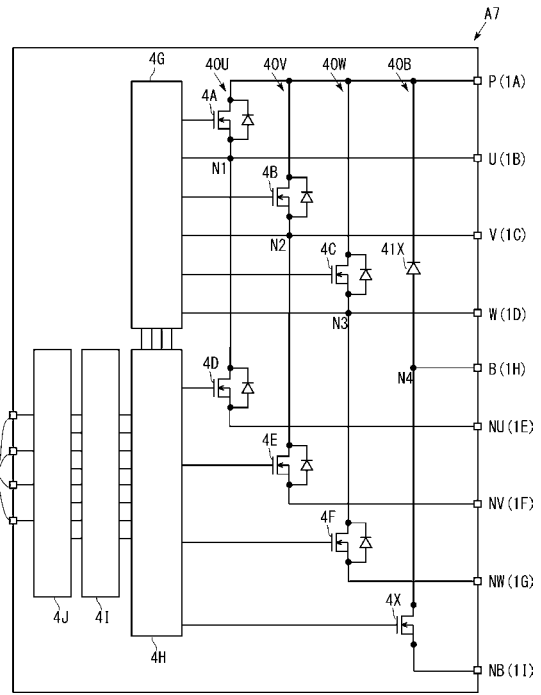 A7
4G
40U
40V
40W
40B
P(1A)
4A
N1
U(1B)
4B
N2
V(1C)
4C
41X
N3
W(1D)
N4
B(1H)
4D
NU(1E)
4E
NV(1F)
4F
NW(1G)
4X
4J
4I
4H
NB(1I)